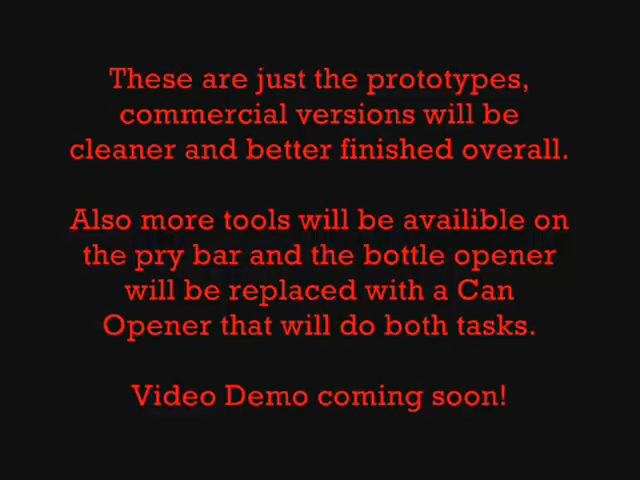 These are just the prototypes,
commercial versions will be
cleaner and better finished overall.
Also more tools will be availible on
the pry bar and the bottle opener
will be replaced with a Can
Opener that will do both tasks.
Video Demo coming soon!